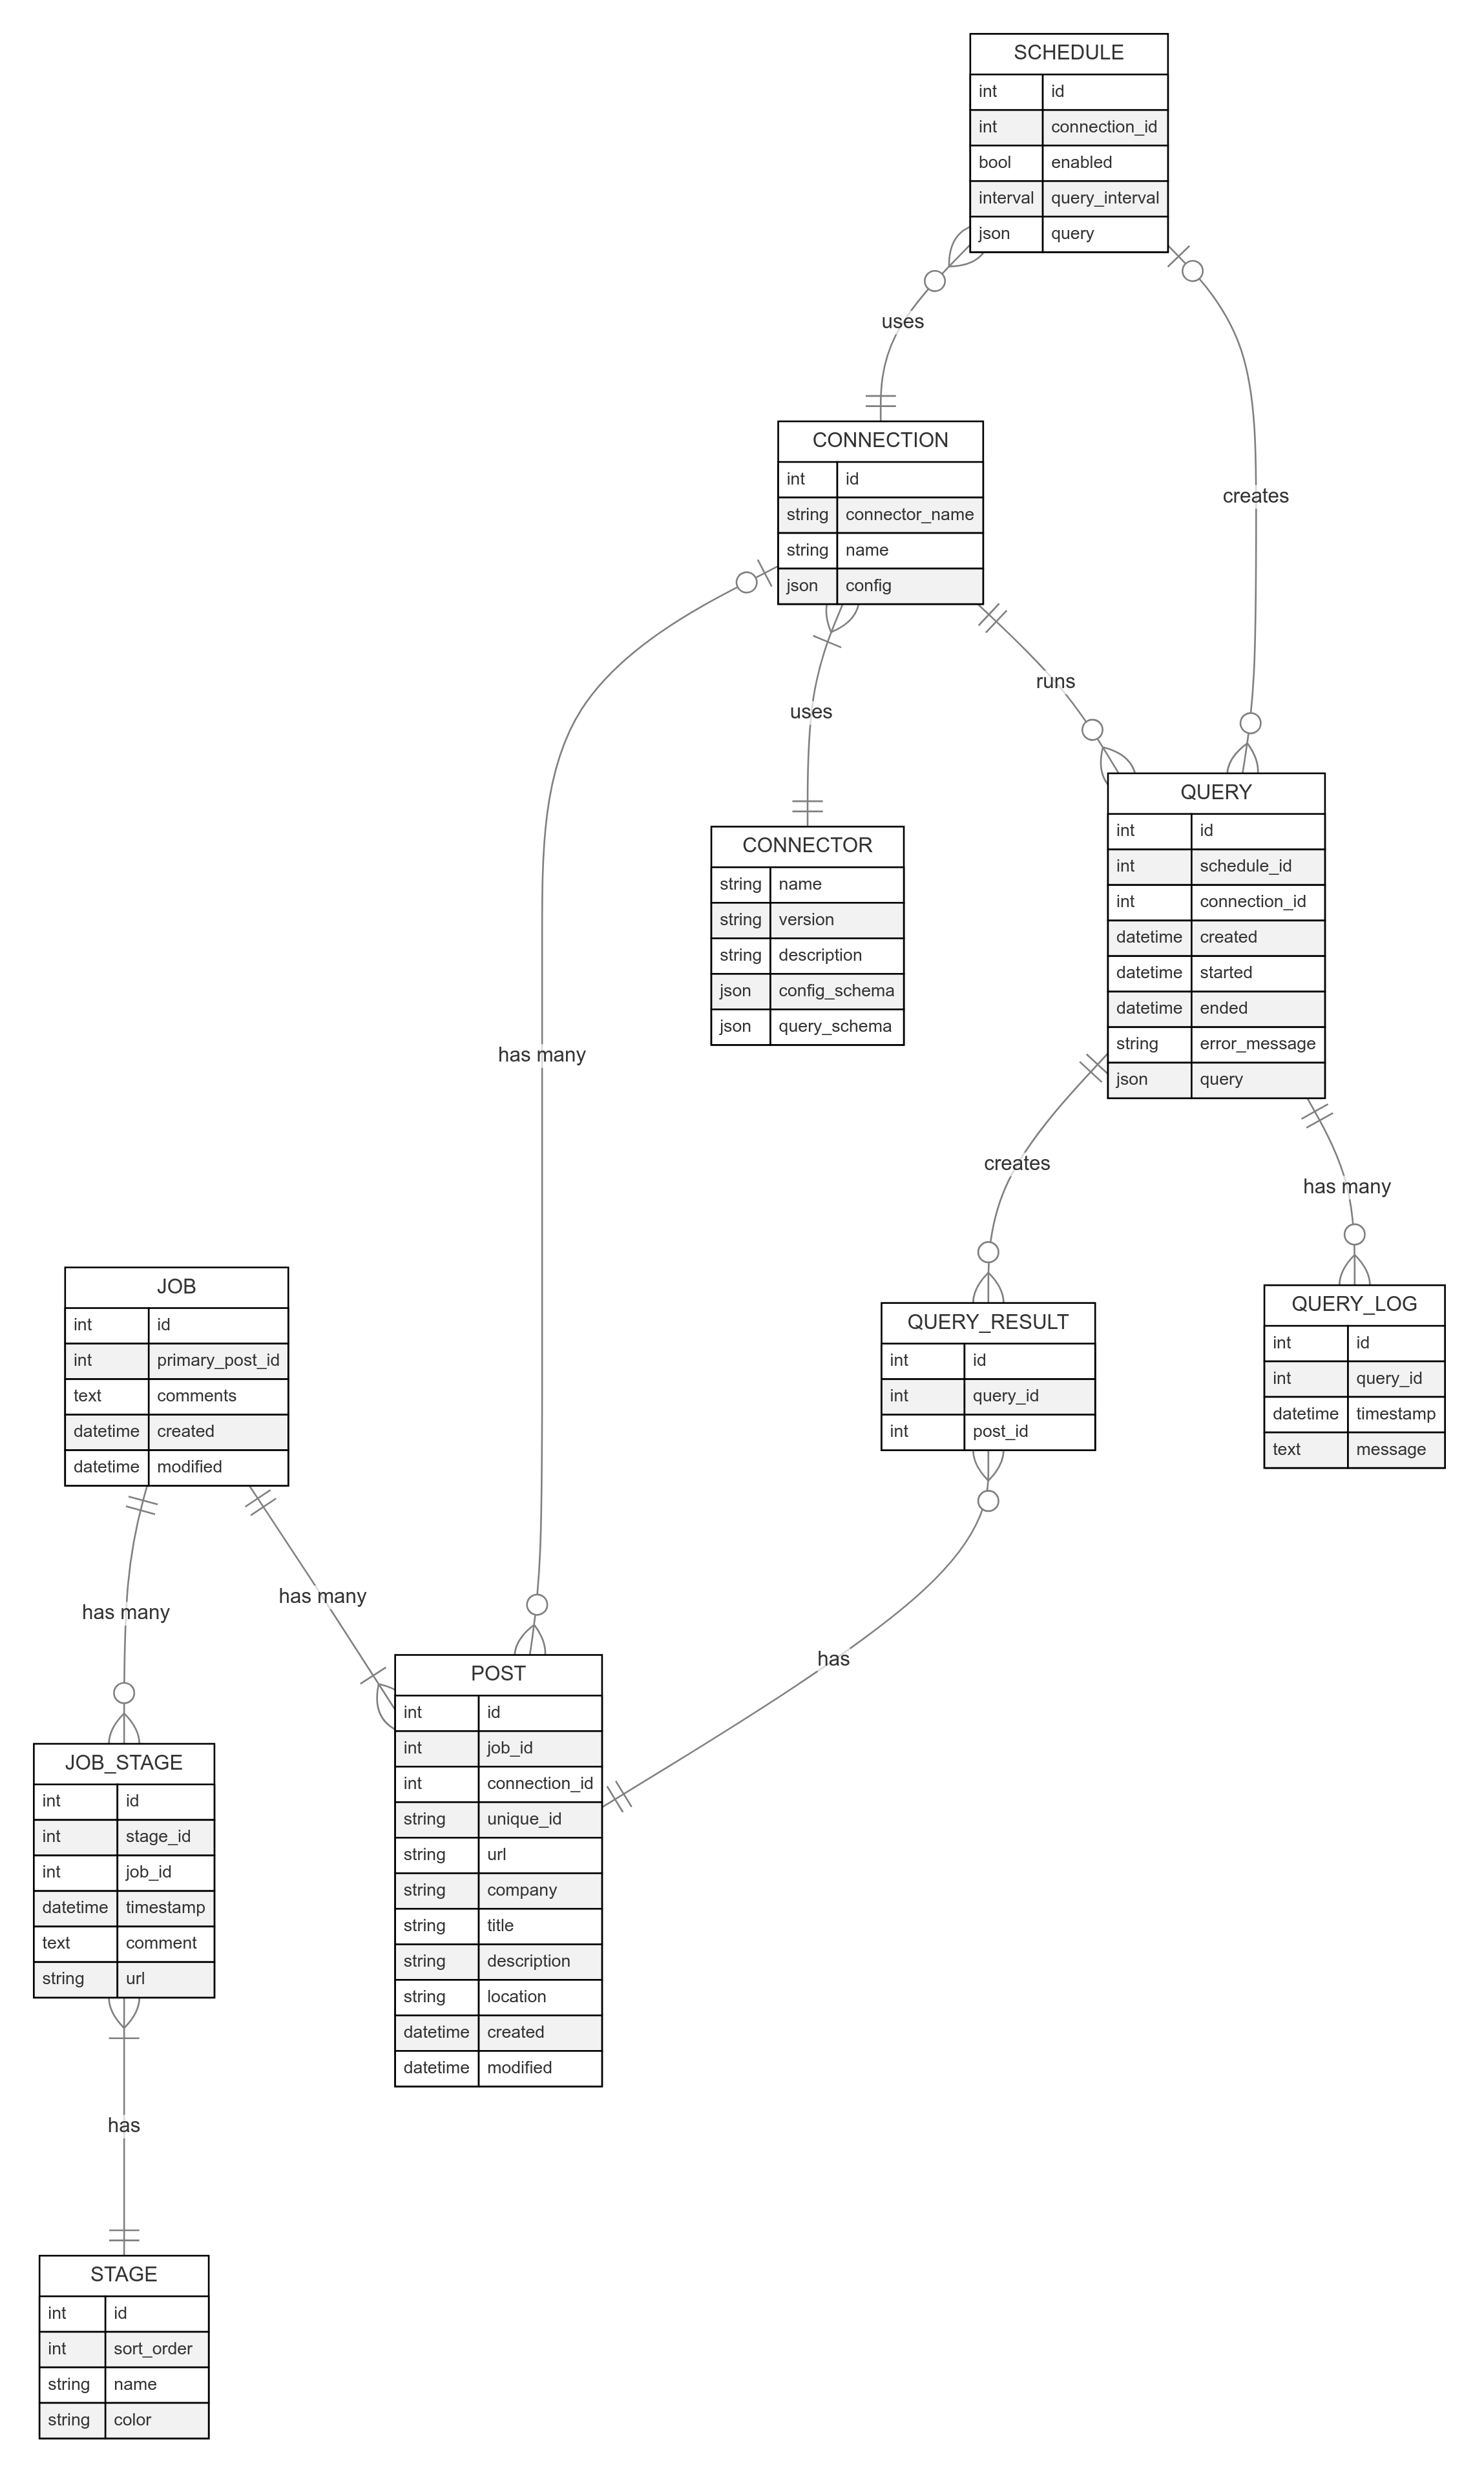 SCHEDULE
int id
int connection_id
bool enabled
interval query_interval
json query
uses
creates
CONNECTION
int id
string connector_name
string name
json config
uses
runs
has many
CONNECTOR
string name
string version
string description
json config_schema
json query_schema
QUERY
int id
int schedule_id
int connection_id
datetime created
datetime started
datetime ended
string error_message
json query
creates
has many
JOB
int id
int primary_post_id
text comments
datetime created
datetime modified
QUERY_RESULT
int id
int query_id
int post_id
QUERY_LOG
int id
int query_id
datetime timestamp
text message
has many
has many
has
JOB_STAGE
int id
int stage_id
int job_id
datetime timestamp
text comment
string url
POST
int id
int job_id
int connection_id
string unique_id
string url
string company
string title
string description
string location
datetime created
datetime modified
has
STAGE
int id
int sort_order
string name
string color